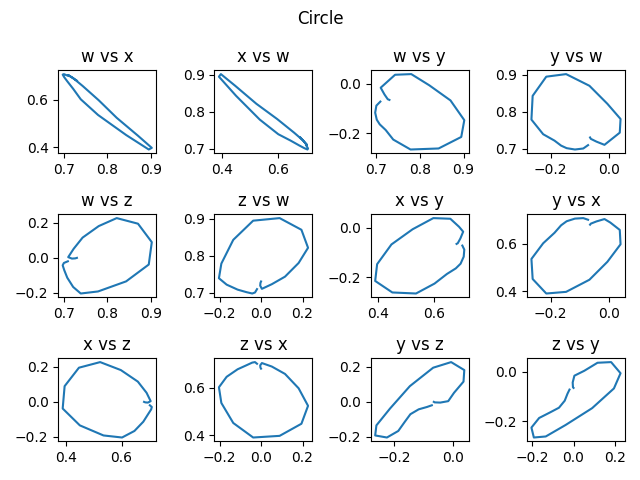 Circle
w vs x
x vs w
w vs y
y vs w
0.6
0.4
0.7 0.8 0.9
0.9
0.8
0.7
0.4 0.6
0.0
−0.2
0.7 0.8 0.9
0.9
0.8
0.7
−0.2 0.0
w vs z
z vs w
x vs y
y vs x
0.2
0.0
−0.2
0.7 0.8 0.9
0.9
0.8
0.7
−0.2 0.0 0.2
0.0
−0.2
0.4 0.6
0.6
0.4
−0.2 0.0
x vs z
z vs x
y vs z
z vs y
0.2
0.0
−0.2
0.4 0.6
0.6
0.4
−0.2 0.0 0.2
0.2
0.0
−0.2
−0.2 0.0
0.0
−0.2
−0.2 0.0 0.2